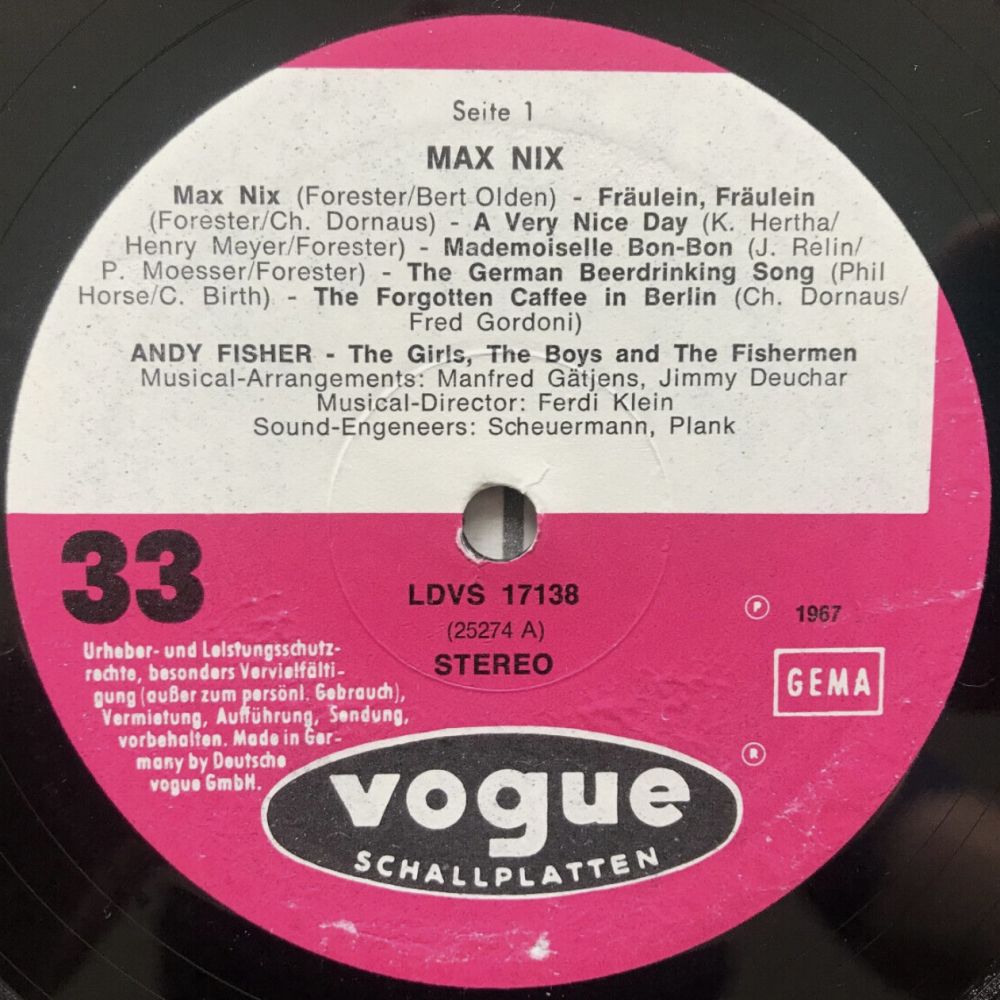 Seite 1
MAX NIX
Max Nix (Forester/Bert Olden) - Fräulein, Fräulein
(Forester/Ch. Dornaus) - A Very Nice Day (K. Hertha/
Henry Meyer/Forester) - Mademoiselle Bon-Bon (J. Rélin/
P. Moesser/Forester) - The German Beerdrinking Song (Phil
Horse/C. Birth) - The Forgotten Caffee in Berlin (Ch. Dornaus/
Fred Gordoni)
ANDY FISHER - The Girls, The Boys and The Fishermen
Musical-Arrangements: Manfred Gätjens, Jimmy Deuchar
Musical-Director: Ferdi Klein
Sound-Engeneers: Scheuermann, Plank
33
LDVS 17138
(25274 A)
STEREO
℗ 1967
GEMA
Urheber- und Leistungsschutz-
rechte, besonders Vervielfälti-
gung (außer zum persönl. Gebrauch),
Vermietung, Aufführung, Sendung,
vorbehalten. Made in Ger-
many by Deutsche
vogue GmbH.
®
vogue
SCHALLPLATTEN